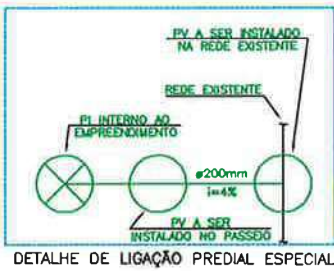 PV A SER INSTALADO
NA REDE EXISTENTE
REDE EXISTENTE
PI INTERNO AO
EMPREENDIMENTO
ø200mm
i=4%
PV A SER
INSTALADO NO PASSEIO
DETALHE DE LIGAÇÃO PREDIAL ESPECIAL